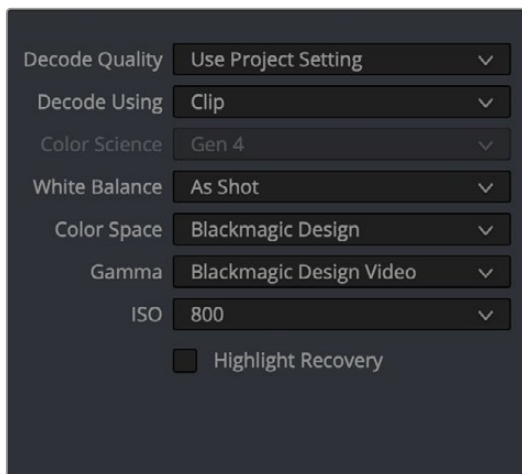 Decode Quality Use Project Setting
Decode Using Clip
Color Science Gen 4
White Balance As Shot
Color Space Blackmagic Design
Gamma Blackmagic Design Video
ISO 800
Highlight Recovery